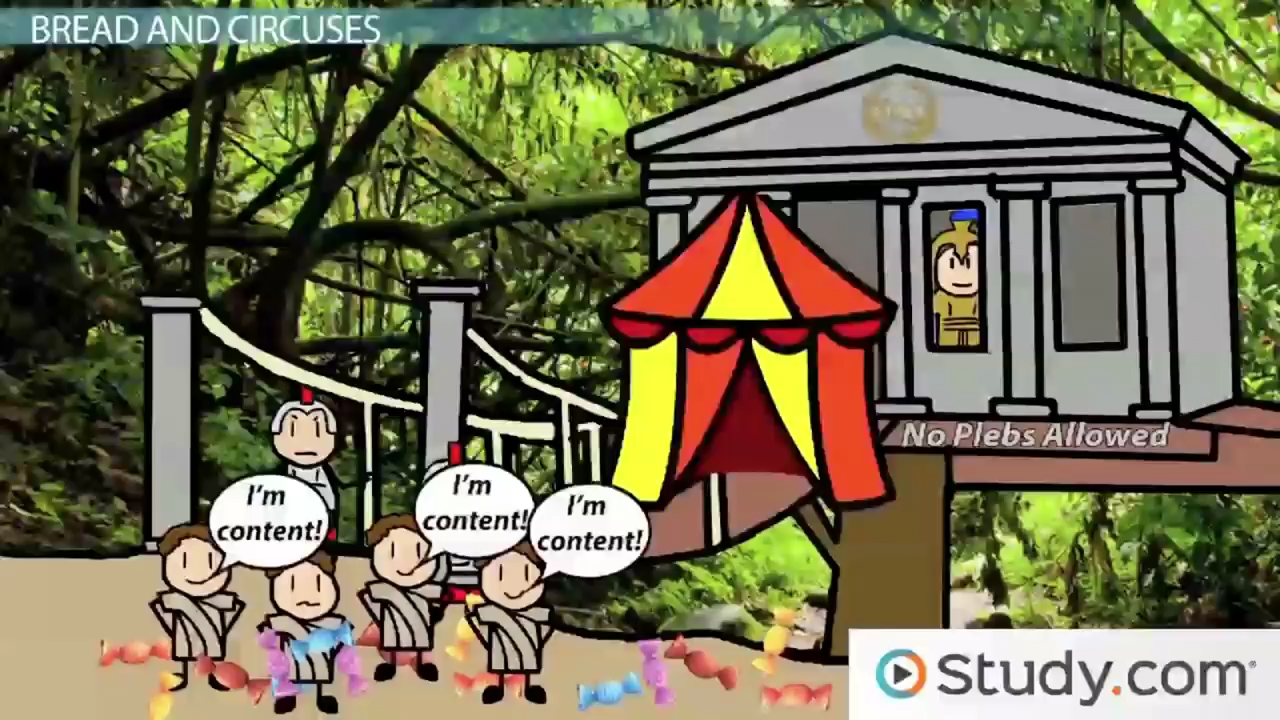 BREAD AND CIRCUSES
No Plebs Allowed
I'm
content!
I'm
content!
I'm
content!
Study.com